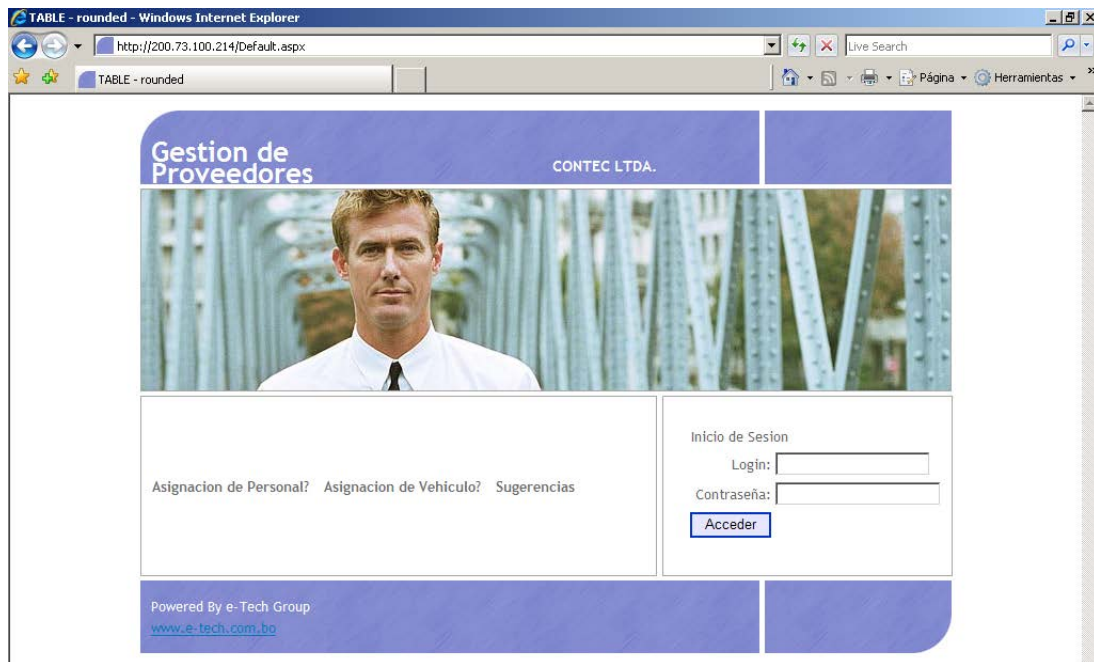 TABLE - rounded - Windows Internet Explorer
http://200.73.100.214/Default.aspx
Live Search
TABLE - rounded
Página
Herramientas
Gestion de
Proveedores
CONTEC LTDA.
Inicio de Sesion
Login:
Asignacion de Personal? Asignacion de Vehiculo? Sugerencias
Contraseña:
Acceder
Powered By e-Tech Group
www.e-tech.com.bo